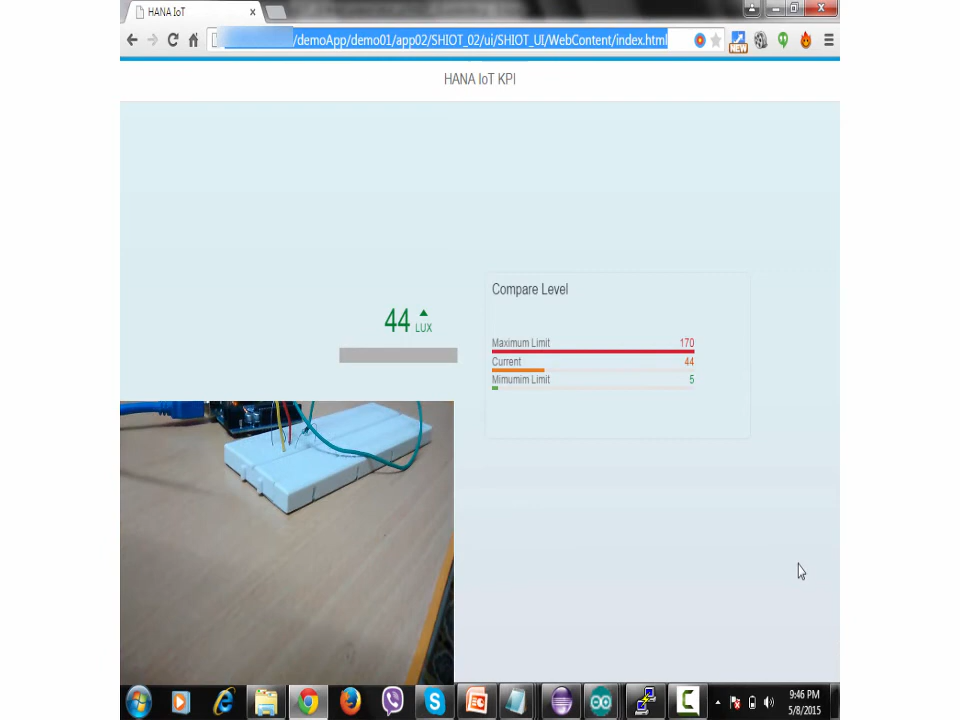 HANA IoT
/demoApp/demo01/app02/SHIOT_02/ui/SHIOT_UI/WebContent/index.html
NEW
HANA IoT KPI
Compare Level
44 LUX
Maximum Limit 170
Current 44
Mimumim Limit 5
9:46 PM
5/8/2015